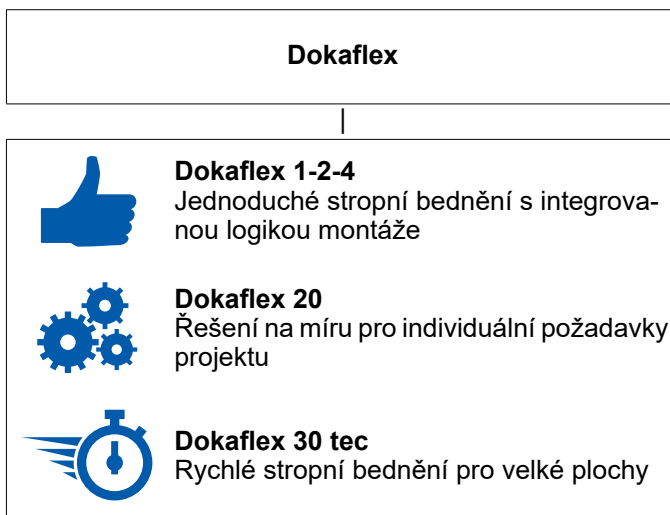 Dokaflex
Dokaflex 1-2-4
Jednoduché stropní bednění s integrova-
nou logikou montáže
Dokaflex 20
Řešení na míru pro individuální požadavky
projektu
Dokaflex 30 tec
Rychlé stropní bednění pro velké plochy